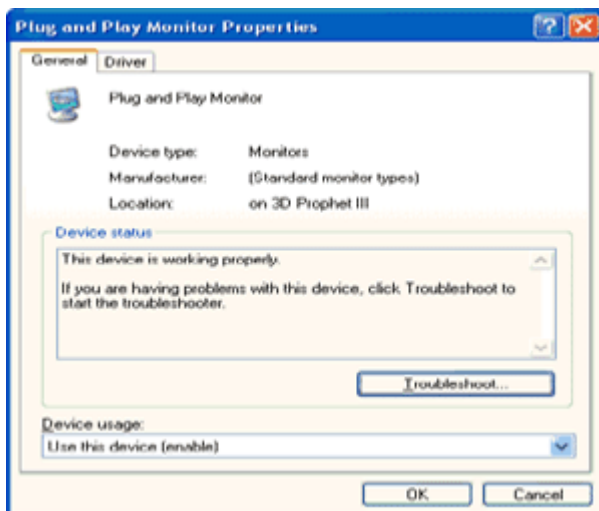 Plug and Play Monitor Properties
General Driver
Plug and Play Monitor
Device type: Monitors
Manufacturer: (Standard monitor types)
Location: on 3D Prophet III
Device status
This device is working properly.
If you are having problems with this device, click Troubleshoot to
start the troubleshooter.
Troubleshoot...
Device usage:
Use this device (enable)
OK Cancel